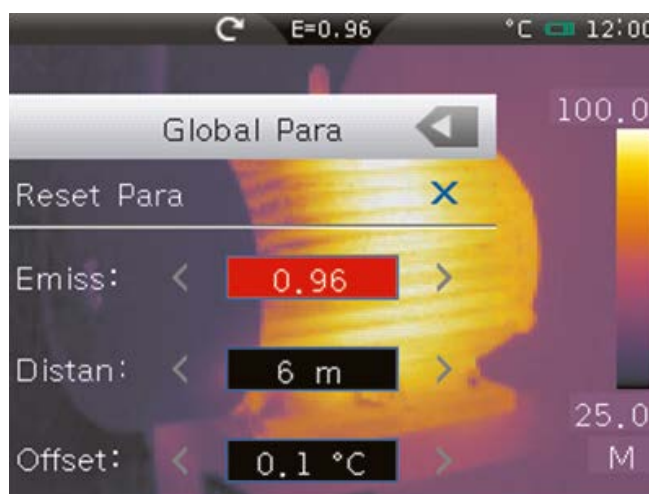 E=0.96 °C 12:00
Global Para
100.0
Reset Para
Emiss: 0.96
Distan: 6 m
25.0
Offset: 0.1 °C
M